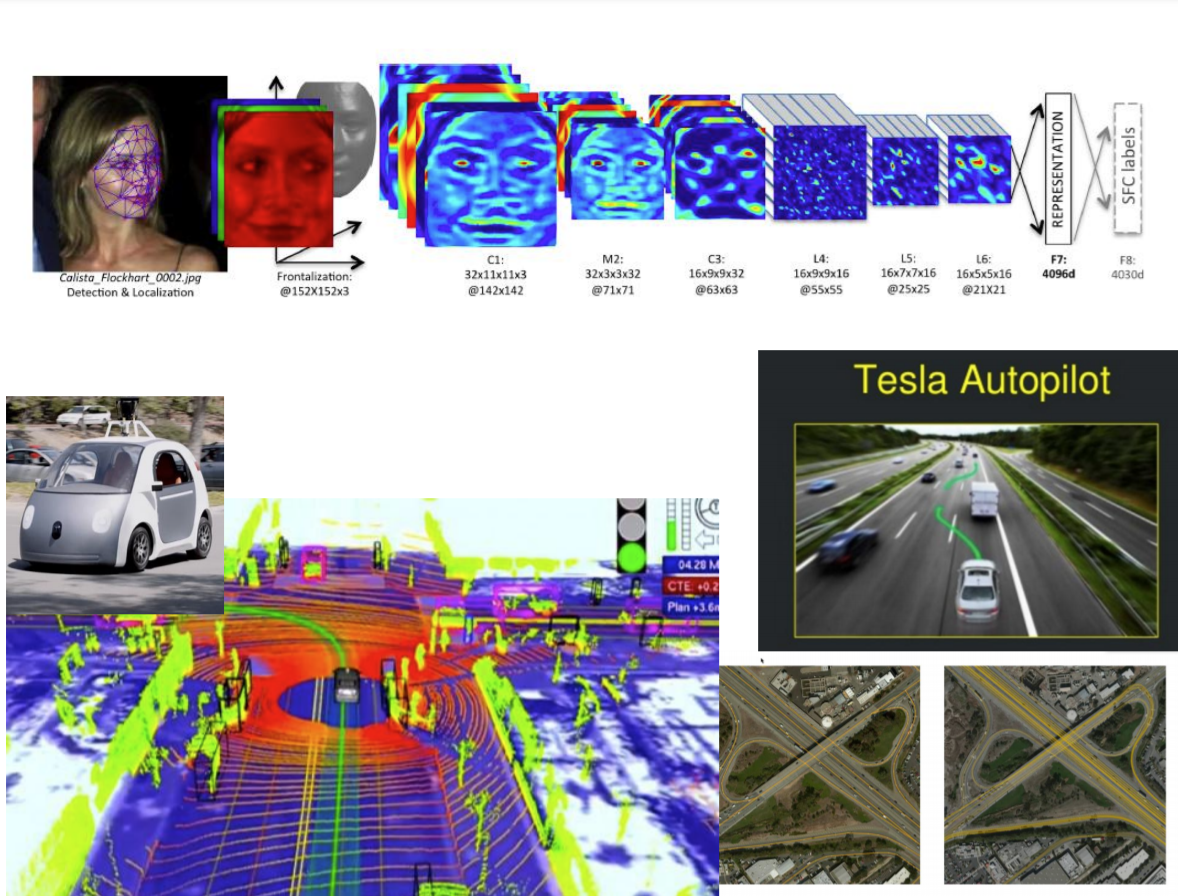 Calista_Flockhart_0002.jpg
Detection & Localization
Frontalization:
@152X152x3
C1:
32x11x11x3
@142x142
M2:
32x3x3x32
@71x71
C3:
16x9x9x32
@63x63
L4:
16x9x9x16
@55x55
L5:
16x7x7x16
@25x25
L6:
16x5x5x16
@21X21
REPRESENTATION
F7:
4096d
SFC labels
F8:
4030d
Tesla Autopilot
04.28 M
CTE: +0.2
Plan +3.6